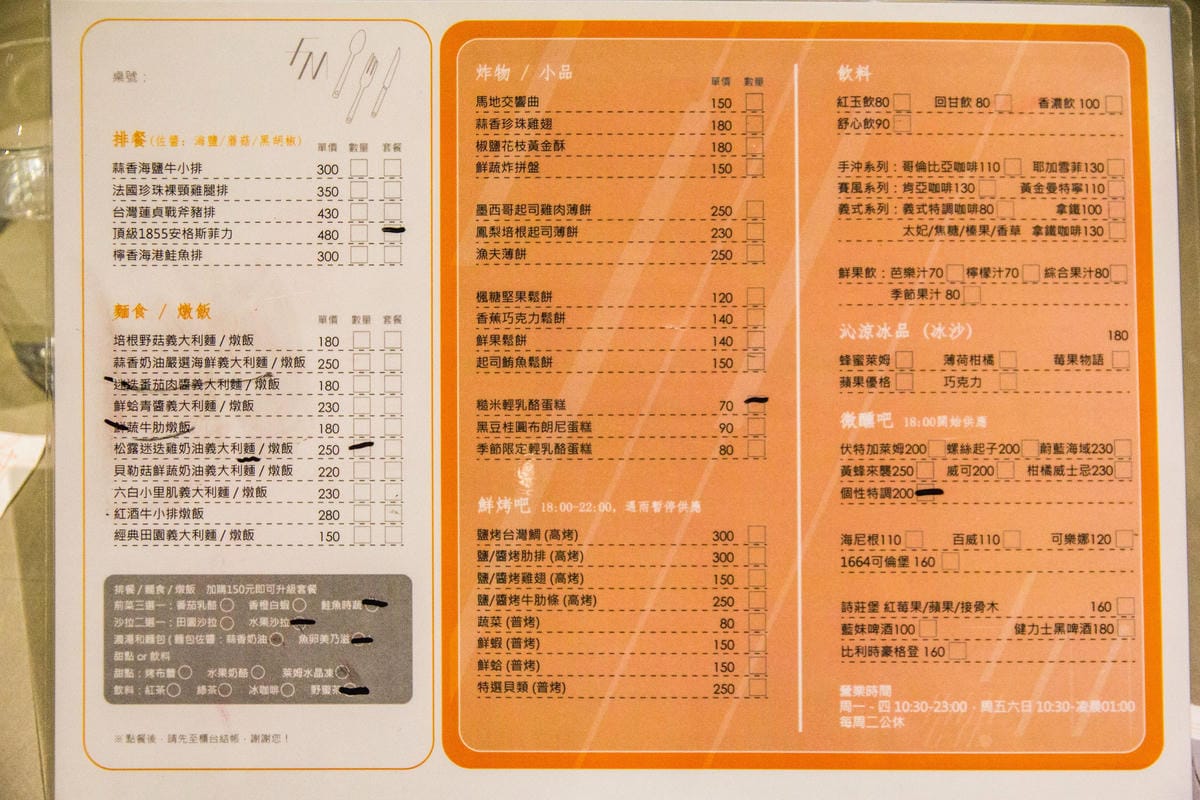 FM
桌號：
排餐(佐醬：海鹽/蘑菇/黑胡椒) 單價 數量 套餐
蒜香海鹽牛小排 300
法國珍珠裸頸雞腿排 350
台灣蓮貞戰斧豬排 430
頂級1855安格斯菲力 480
檸香海港鮭魚排 300
麵食 / 燉飯 單價 數量 套餐
培根野菇義大利麵 / 燉飯 180
蒜香奶油嚴選海鮮義大利麵 / 燉飯 250
迷迭番茄肉醬義大利麵 / 燉飯 180
鮮蛤青醬義大利麵 / 燉飯 230
鮮蔬牛肋燉飯 180
松露迷迭雞奶油義大利麵 / 燉飯 250
貝勒菇鮮蔬奶油義大利麵 / 燉飯 220
六白小里肌義大利麵 / 燉飯 230
紅酒牛小排燉飯 280
經典田園義大利麵 / 燉飯 150
排餐 / 麵食 / 燉飯 加購150元即可升級套餐
前菜三選一：番茄乳酪 香橙白蝦 鮭魚時蔬
沙拉二選一：田園沙拉 水果沙拉
濃湯和麵包 ( 麵包佐醬：蒜香奶油 魚卵美乃滋
甜點 or 飲料
甜點：烤布蕾 水果奶酪 萊姆水晶凍
飲料：紅茶 綠茶 冰咖啡 野蜜茶
※點餐後，請先至櫃台結帳，謝謝您！
炸物 / 小品 單價 數量
馬地交響曲 150
蒜香珍珠雞翅 180
椒鹽花枝黃金酥 180
鮮蔬炸拼盤 150
墨西哥起司雞肉薄餅 250
鳳梨培根起司薄餅 230
漁夫薄餅 250
楓糖堅果鬆餅 120
香蕉巧克力鬆餅 140
鮮果鬆餅 140
起司鮪魚鬆餅 150
糙米輕乳酪蛋糕 70
黑豆桂圓布朗尼蛋糕 90
季節限定輕乳酪蛋糕 80
鮮烤吧 18:00-22:00，遇雨暫停供應
鹽烤台灣鯛 (高烤) 300
鹽/醬烤肋排 (高烤) 300
鹽/醬烤雞翅 (高烤) 150
鹽/醬烤牛肋條 (高烤) 250
蔬菜 (普烤) 80
鮮蝦 (普烤) 150
鮮蛤 (普烤) 150
特選貝類 (普烤) 250
飲料
紅玉飲80 回甘飲 80 香濃飲 100
舒心飲90
手沖系列：哥倫比亞咖啡110 耶加雪菲130
賽風系列：肯亞咖啡130 黃金曼特寧110
義式系列：義式特調咖啡80 拿鐵100
太妃/焦糖/榛果/香草 拿鐵咖啡130
鮮果飲：芭樂汁70 檸檬汁70 綜合果汁80
季節果汁 80
沁涼冰品 (冰沙) 180
蜂蜜萊姆 薄荷柑橘 莓果物語
蘋果優格 巧克力
微醺吧 18:00開始供應
伏特加萊姆200 螺絲起子200 蔚藍海域230
黃蜂來襲250 威可200 柑橘威士忌230
個性特調200
海尼根110 百威110 可樂娜120
1664可倫堡 160
詩莊堡 紅莓果/蘋果/接骨木 160
藍妹啤酒100 健力士黑啤酒180
比利時豪格登 160
營業時間
周一 - 四 10:30-23:00，周五六日 10:30-凌晨01:00
每周二公休